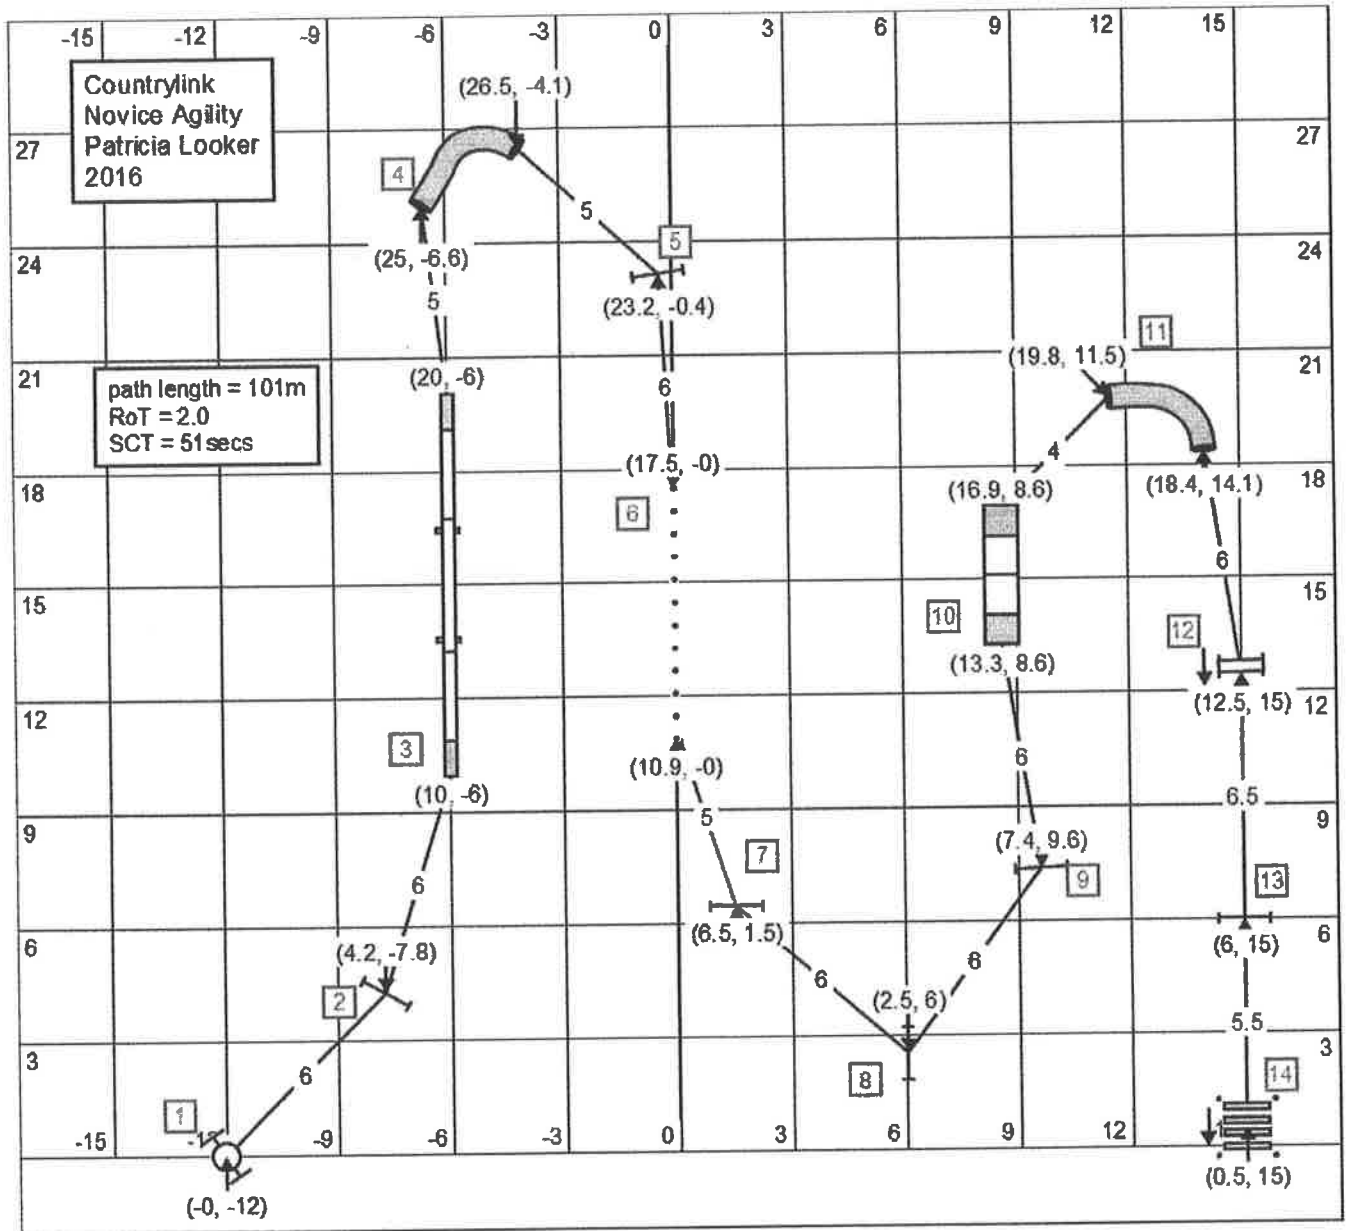 -15 -12 -9 -6 -3 0 3 6 9 12 15
Countrylink
Novice Agility
Patricia Looker
2016
(26.5, -4.1)
27 27
4
5
5
24 (25, -6.6) 24
(23.2, -0.4)
5
11
(19.8, 11.5)
21 (20, -6) 21
path length = 101m
RoT = 2.0
SCT = 51secs
6
4
(17.5, -0)
18 (16.9, 8.6) (18.4, 14.1) 18
6
6
15 15
10 12
(13.3, 8.6)
12 (12.5, 15) 12
3
6
(10.9, -0)
(10, -6) 6.5
9 5 9
(7.4, 9.6)
7
6 9 13
6 (6.5, 1.5) (6, 15) 6
(4.2, -7.8)
6 6
2 (2.5, 6)
5.5
3 3
6 8 14
1
-15 -9 -6 -3 0 3 6 9 12
(-0, -12) (0.5, 15)